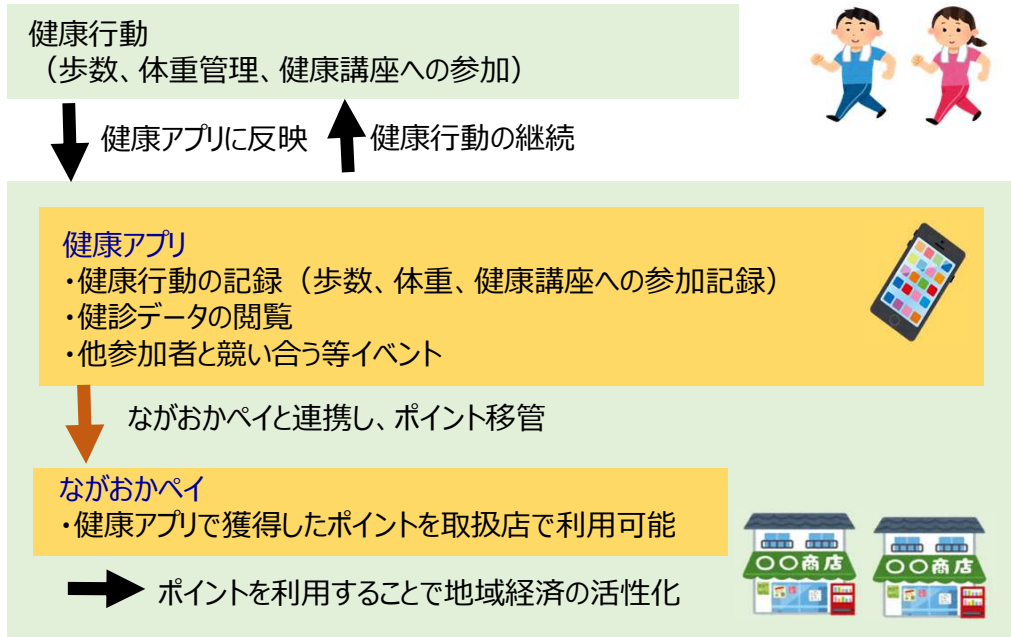 健康行動
（歩数、体重管理、健康講座への参加）
健康アプリに反映
健康行動の継続
健康アプリ
・健康行動の記録（歩数、体重、健康講座への参加記録）
・健診データの閲覧
・他参加者と競い合う等イベント
ながおかペイと連携し、ポイント移管
ながおかペイ
・健康アプリで獲得したポイントを取扱店で利用可能
〇〇商店
〇〇商店
ポイントを利用することで地域経済の活性化